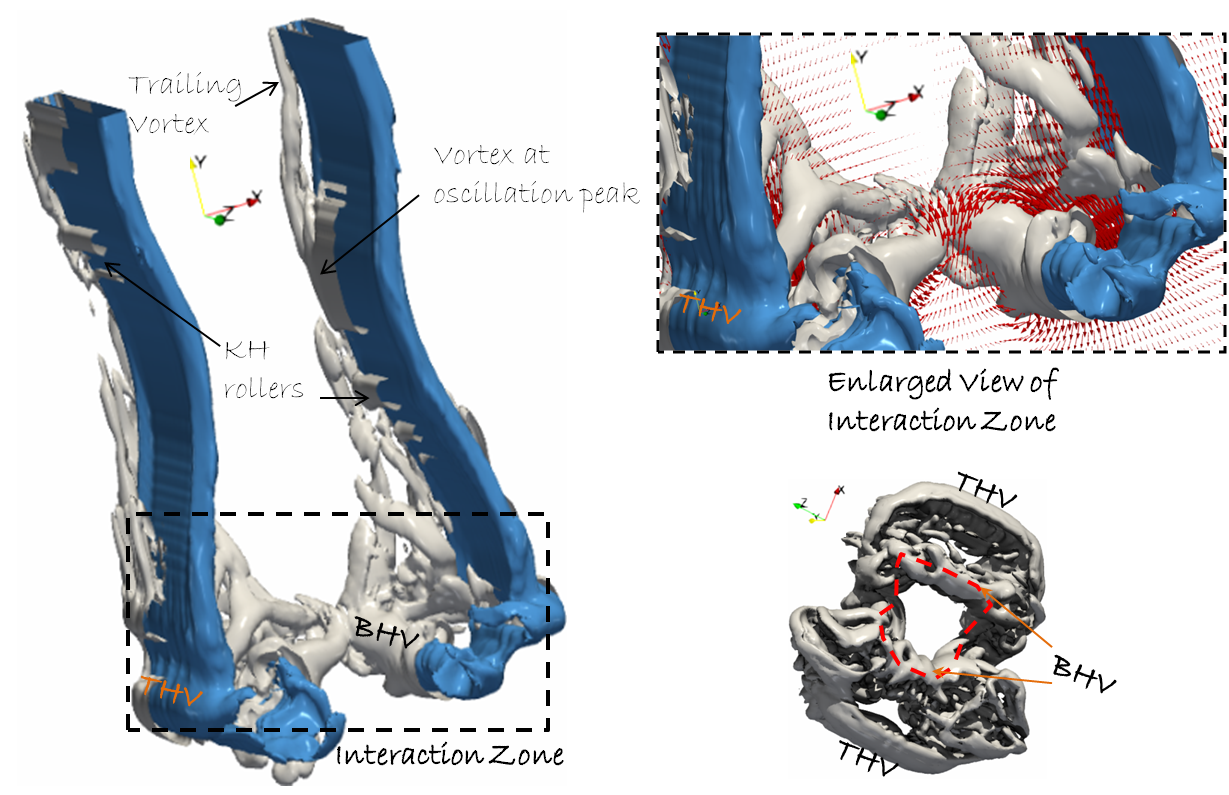 Trailing
Vortex
Y
X
Z
Vortex at
oscillation peak
KH
rollers
BHV
THV
Interaction Zone
Y
X
Z
THV
Enlarged View of
Interaction Zone
X
Z
Y
THV
BHV
THV